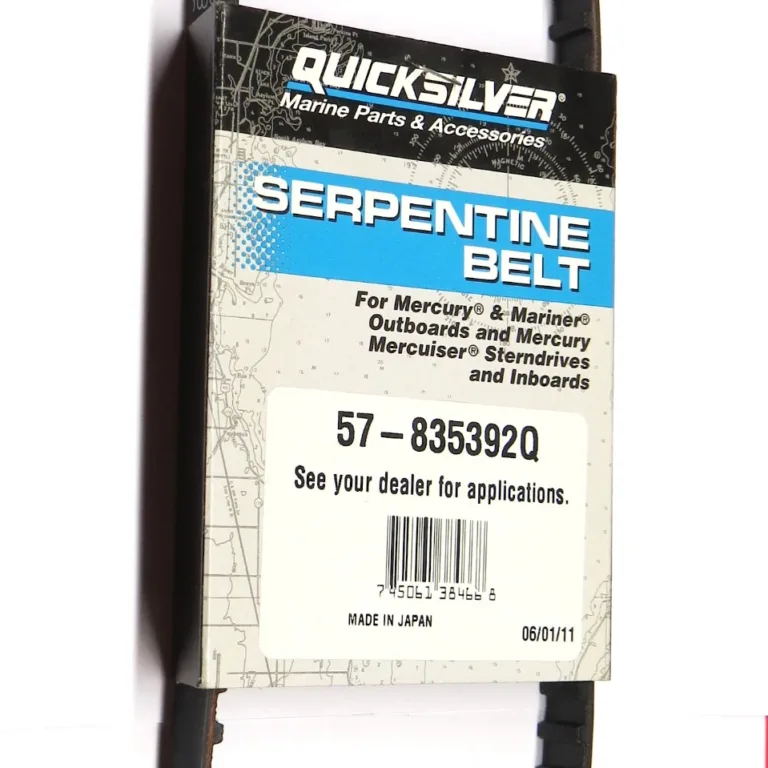 QUICKSILVER®
Marine Parts & Accessories
MAGNETIC
SERPENTINE
BELT
For Mercury® & Mariner®
Outboards and Mercury
Mercuiser® Sterndrives
and Inboards
57-835392Q
See your dealer for applications.
7 45061 38466 8
MADE IN JAPAN
06/01/11